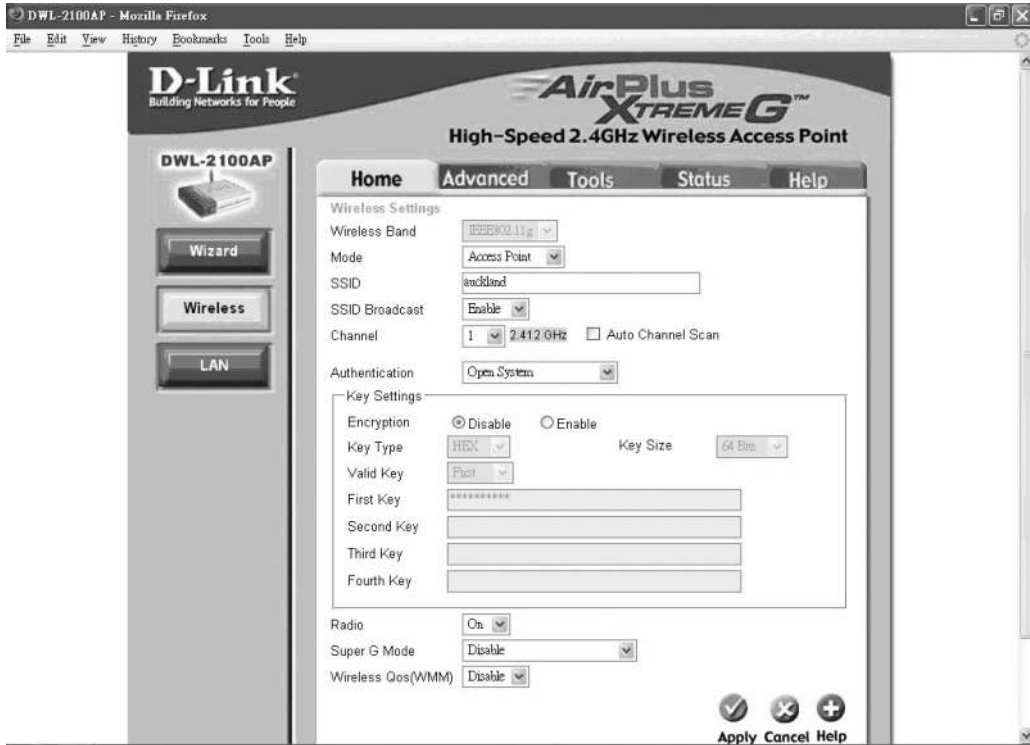 DWL-2100AP - Mozilla Firefox
File Edit View History Bookmarks Tools Help
D-Link
Building Networks for People
AirPlus
XTREME G™
High-Speed 2.4GHz Wireless Access Point
DWL-2100AP
Wizard
Wireless
LAN
Home Advanced Tools Status Help
Wireless Settings
Wireless Band IEEE802.11g
Mode Access Point
SSID auckland
SSID Broadcast Enable
Channel 1 2.412 GHz Auto Channel Scan
Authentication Open System
Key Settings
Encryption Disable Enable
Key Type HEX Key Size 64 Bits
Valid Key First
First Key **********
Second Key
Third Key
Fourth Key
Radio On
Super G Mode Disable
Wireless Qos(WMM) Disable
Apply Cancel Help